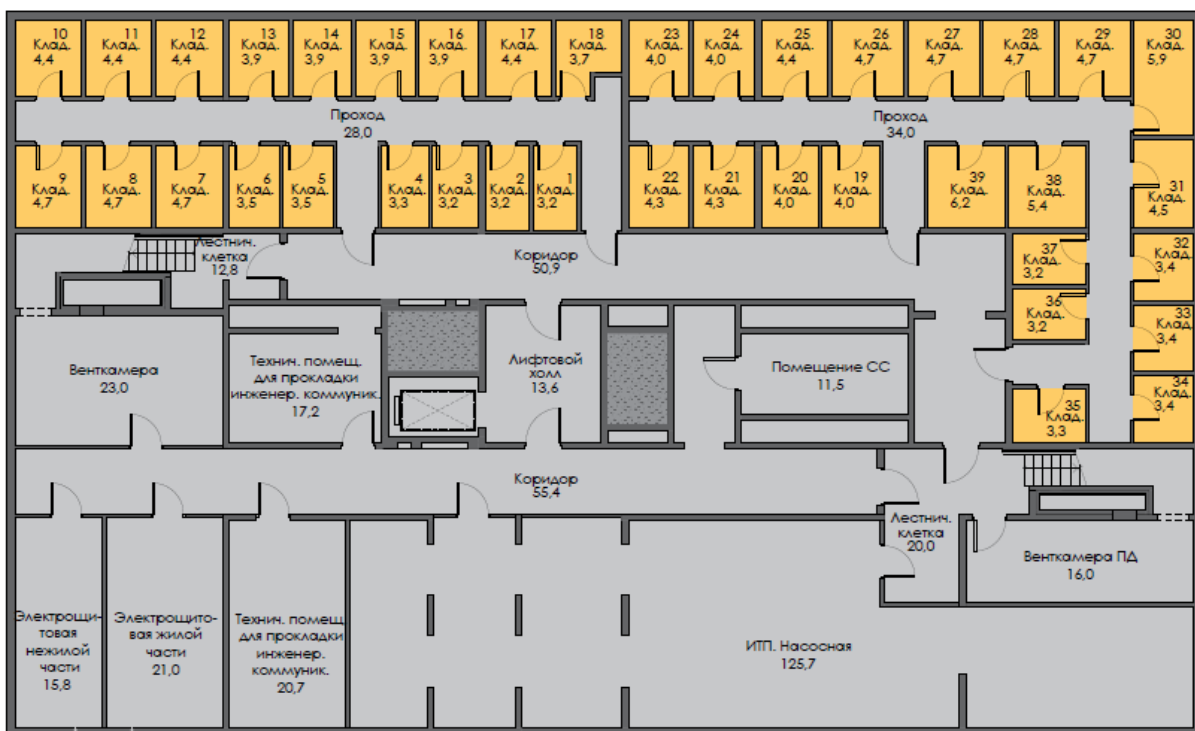 10
Клад.
4,4
11
Клад.
4,4
12
Клад.
4,4
13
Клад.
3,9
14
Клад.
3,9
15
Клад.
3,9
16
Клад.
3,9
17
Клад.
4,4
18
Клад.
3,7
23
Клад.
4,0
24
Клад.
4,0
25
Клад.
4,4
26
Клад.
4,7
27
Клад.
4,7
28
Клад.
4,7
29
Клад.
4,7
30
Клад.
5,9
Проход
28,0
Проход
34,0
9
Клад.
4,7
8
Клад.
4,7
7
Клад.
4,7
6
Клад.
3,5
5
Клад.
3,5
4
Клад.
3,3
3
Клад.
3,2
2
Клад.
3,2
1
Клад.
3,2
22
Клад.
4,3
21
Клад.
4,3
20
Клад.
4,0
19
Клад.
4,0
39
Клад.
6,2
38
Клад.
5,4
31
Клад.
4,5
Лестнич.
клетка
12,8
Коридор
50,9
37
Клад.
3,2
32
Клад.
3,4
36
Клад.
3,2
33
Клад.
3,4
Венткамера
23,0
Технич. помещ.
для прокладки
инженер. коммуник.
17,2
Лифтовой
холл
13,6
Помещение СС
11,5
35
Клад.
3,3
34
Клад.
3,4
Коридор
55,4
Лестнич.
клетка
20,0
Венткамера ПД
16,0
Электрощи-
товая
нежилой
части
15,8
Электрощито-
вая жилой
части
21,0
Технич. помещ.
для прокладки
инженер.
коммуник.
20,7
ИТП. Насосная
125,7